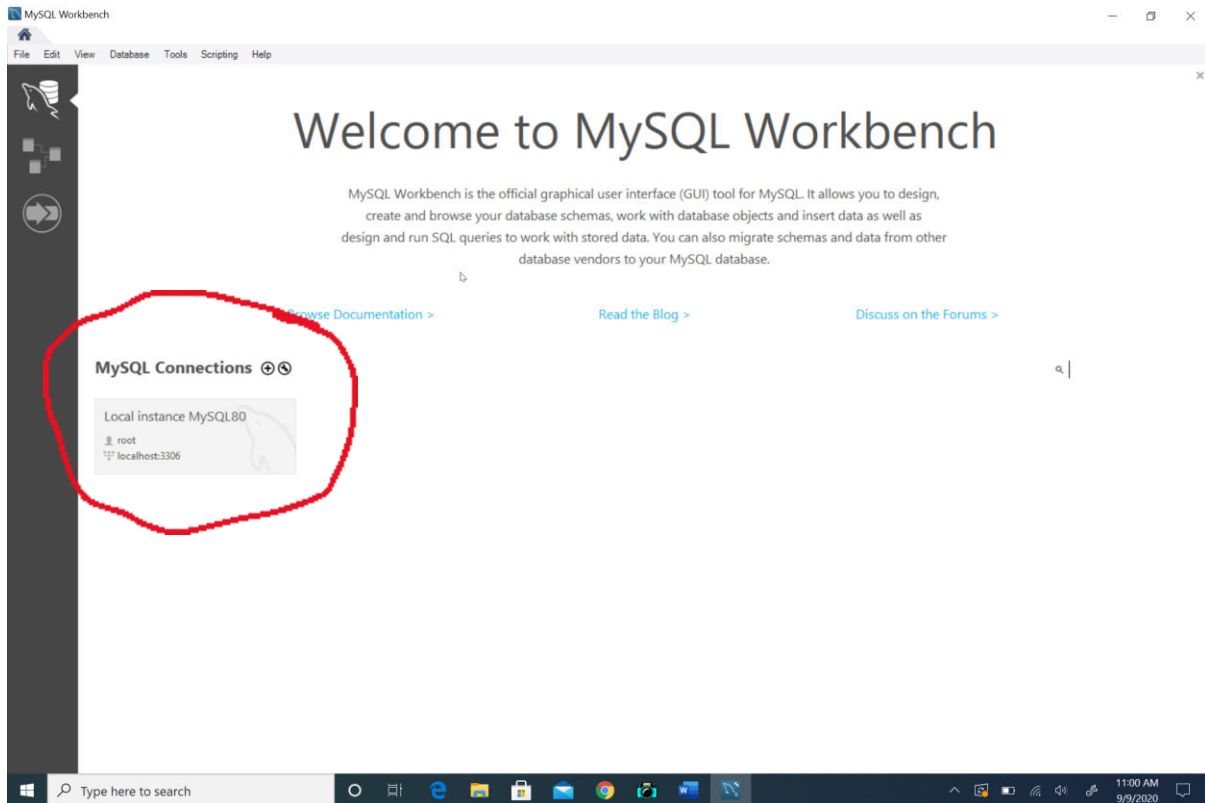 MySQL Workbench
File Edit View Database Tools Scripting Help
Welcome to MySQL Workbench
MySQL Workbench is the official graphical user interface (GUI) tool for MySQL. It allows you to design,
create and browse your database schemas, work with database objects and insert data as well as
design and run SQL queries to work with stored data. You can also migrate schemas and data from other
database vendors to your MySQL database.
Browse Documentation > Read the Blog > Discuss on the Forums >
MySQL Connections
Local instance MySQL80
root
localhost:3306
Type here to search
11:00 AM
9/9/2020